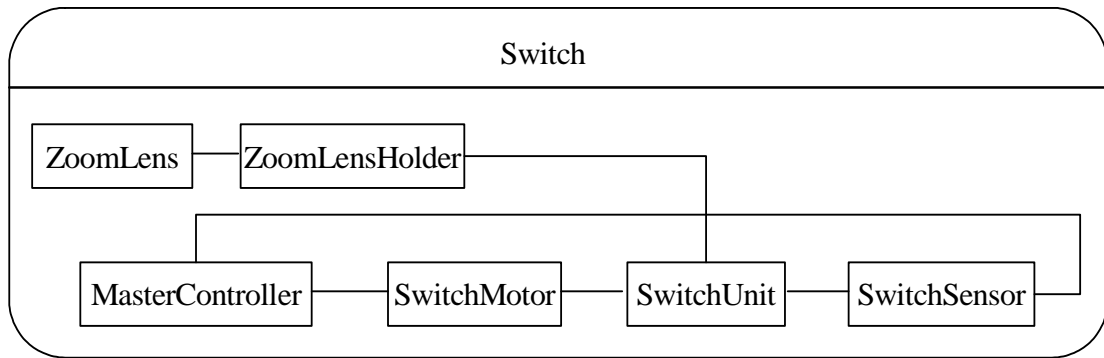 Switch
ZoomLens
ZoomLensHolder
MasterController
SwitchMotor
SwitchUnit
SwitchSensor